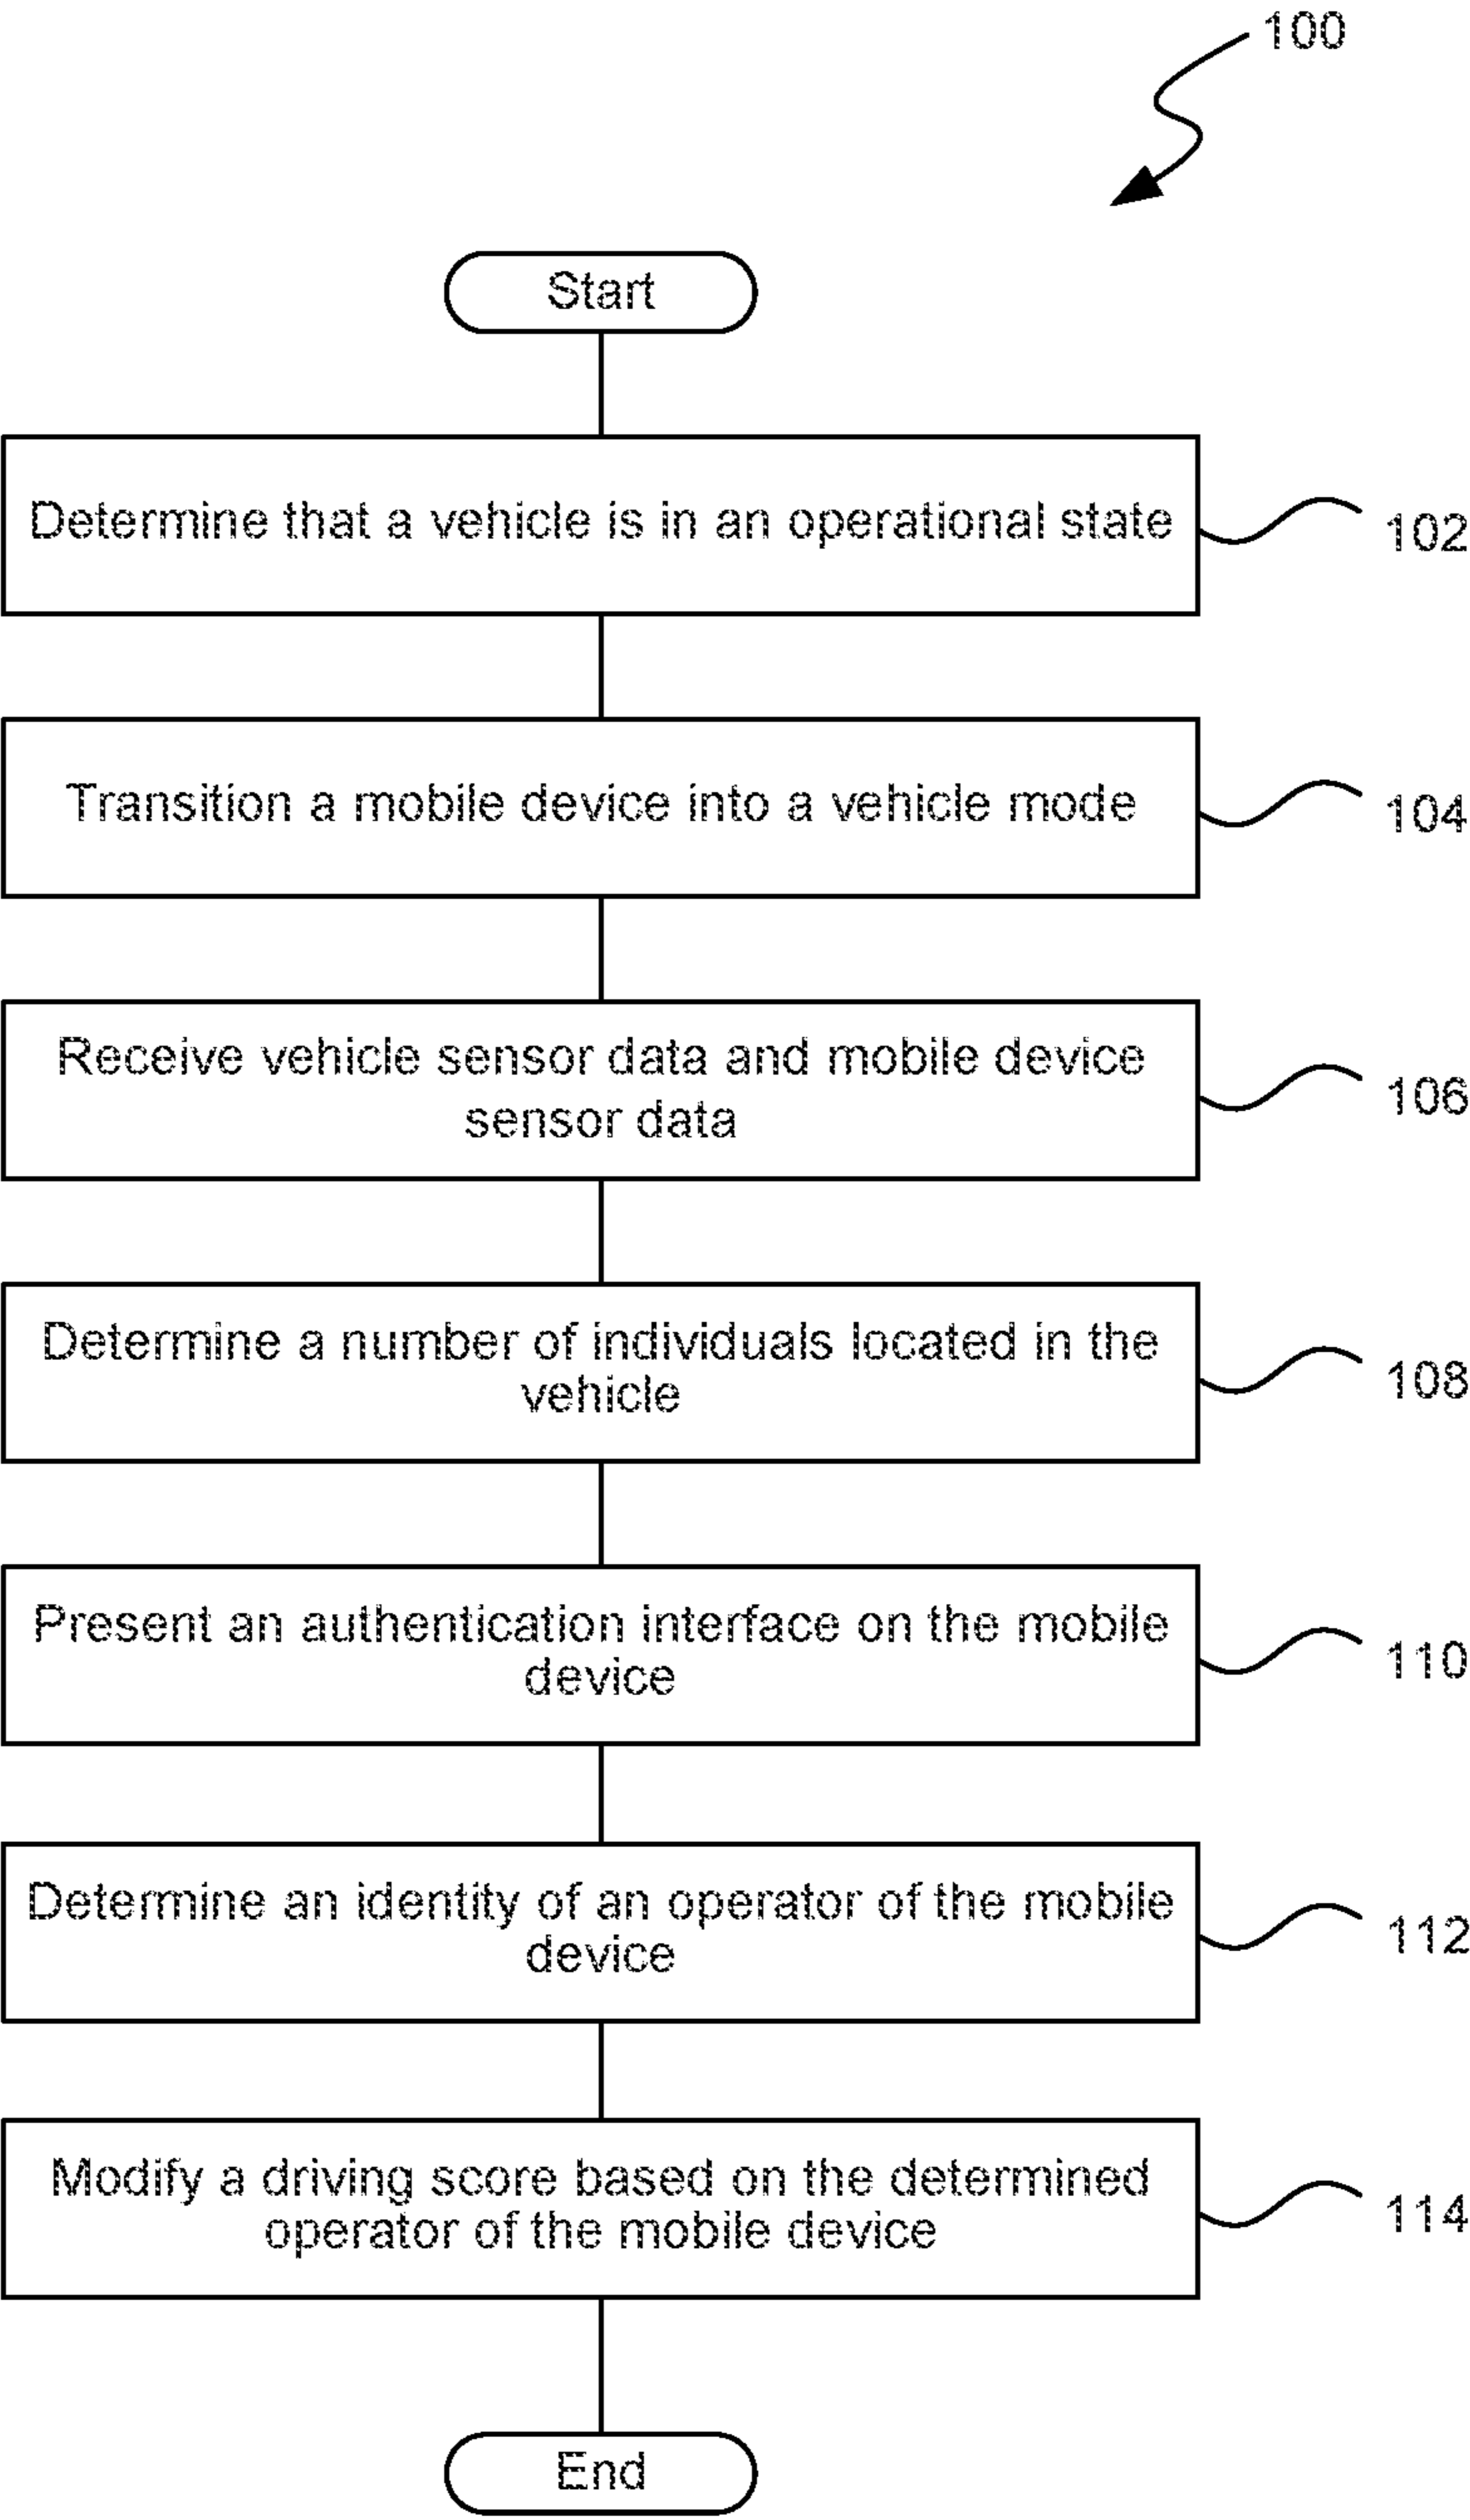 100
Start
Determine that a vehicle is in an operational state
102
Transition a mobile device into a vehicle mode
104
Receive vehicle sensor data and mobile device
sensor data
106
Determine a number of individuals located in the
vehicle
108
Present an authentication interface on the mobile
device
110
Determine an identity of an operator of the mobile
device
112
Modify a driving score based on the determined
operator of the mobile device
114
End